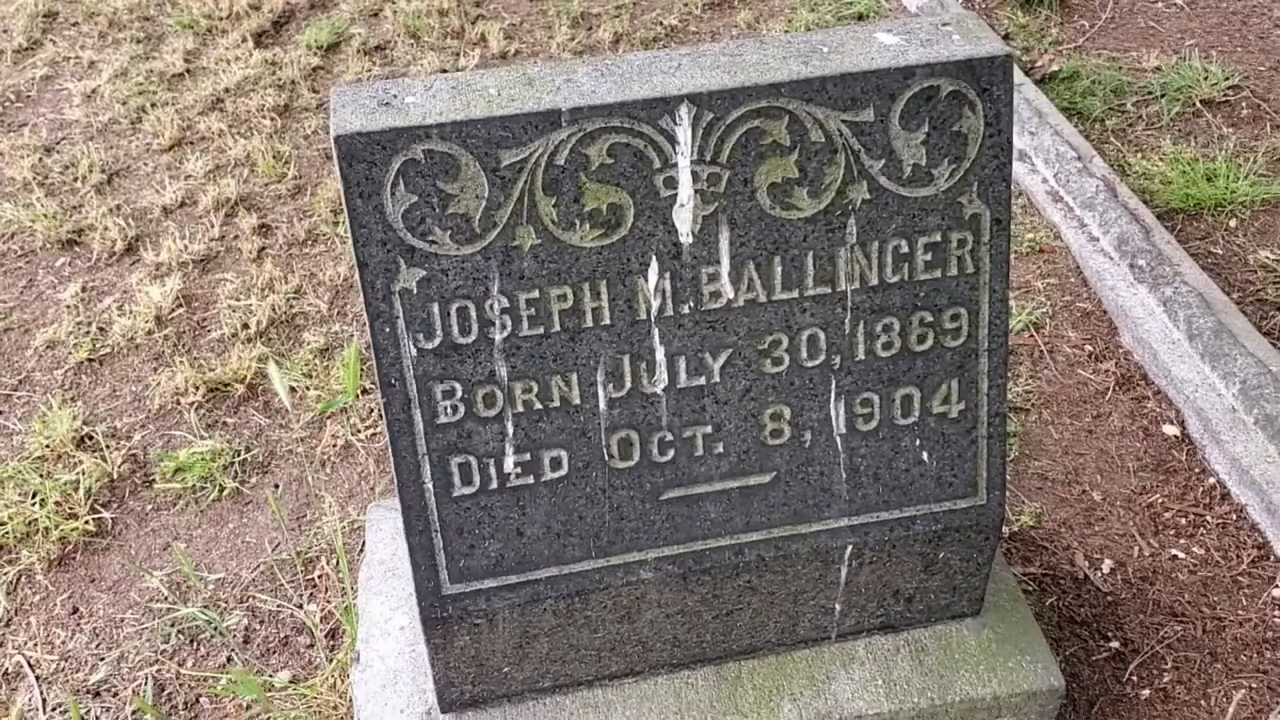 JOSEPH M. BALLINGER
BORN JULY 30, 1869
DIED OCT. 8, 1904